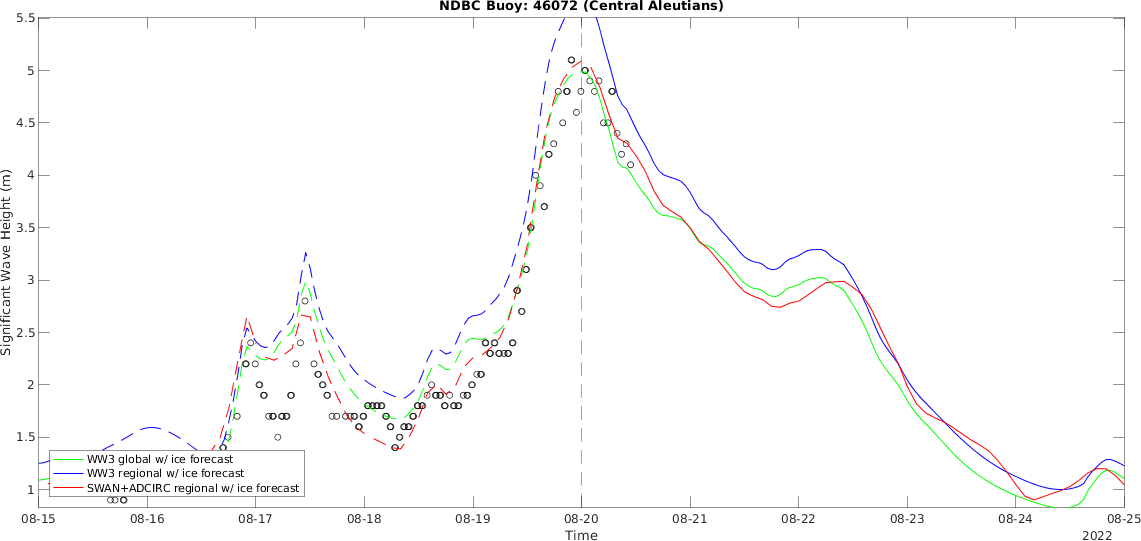 NDBC Buoy: 46072 (Central Aleutians)
5.5
5
4.5
4
3.5
3
2.5
2
1.5
1
Significant Wave Height (m)
WW3 global w/ ice forecast
WW3 regional w/ ice forecast
SWAN+ADCIRC regional w/ ice forecast
08-15 08-16 08-17 08-18 08-19 08-20 08-21 08-22 08-23 08-24 08-25
Time
2022